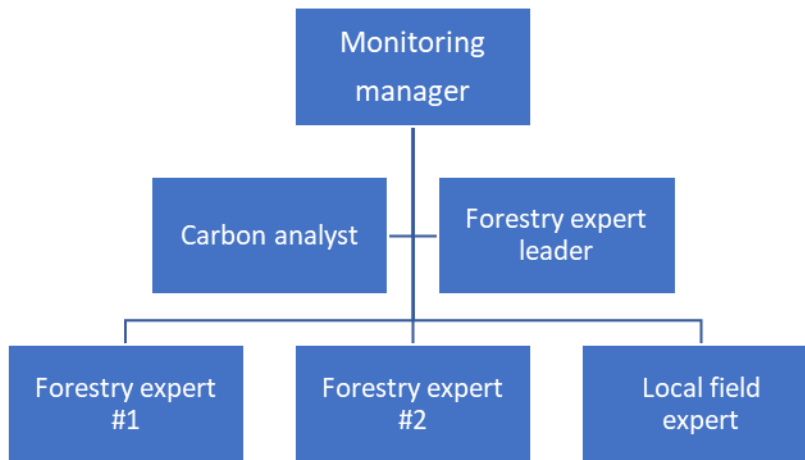 Monitoring
manager
Carbon analyst
Forestry expert
leader
Forestry expert
#1
Forestry expert
#2
Local field
expert